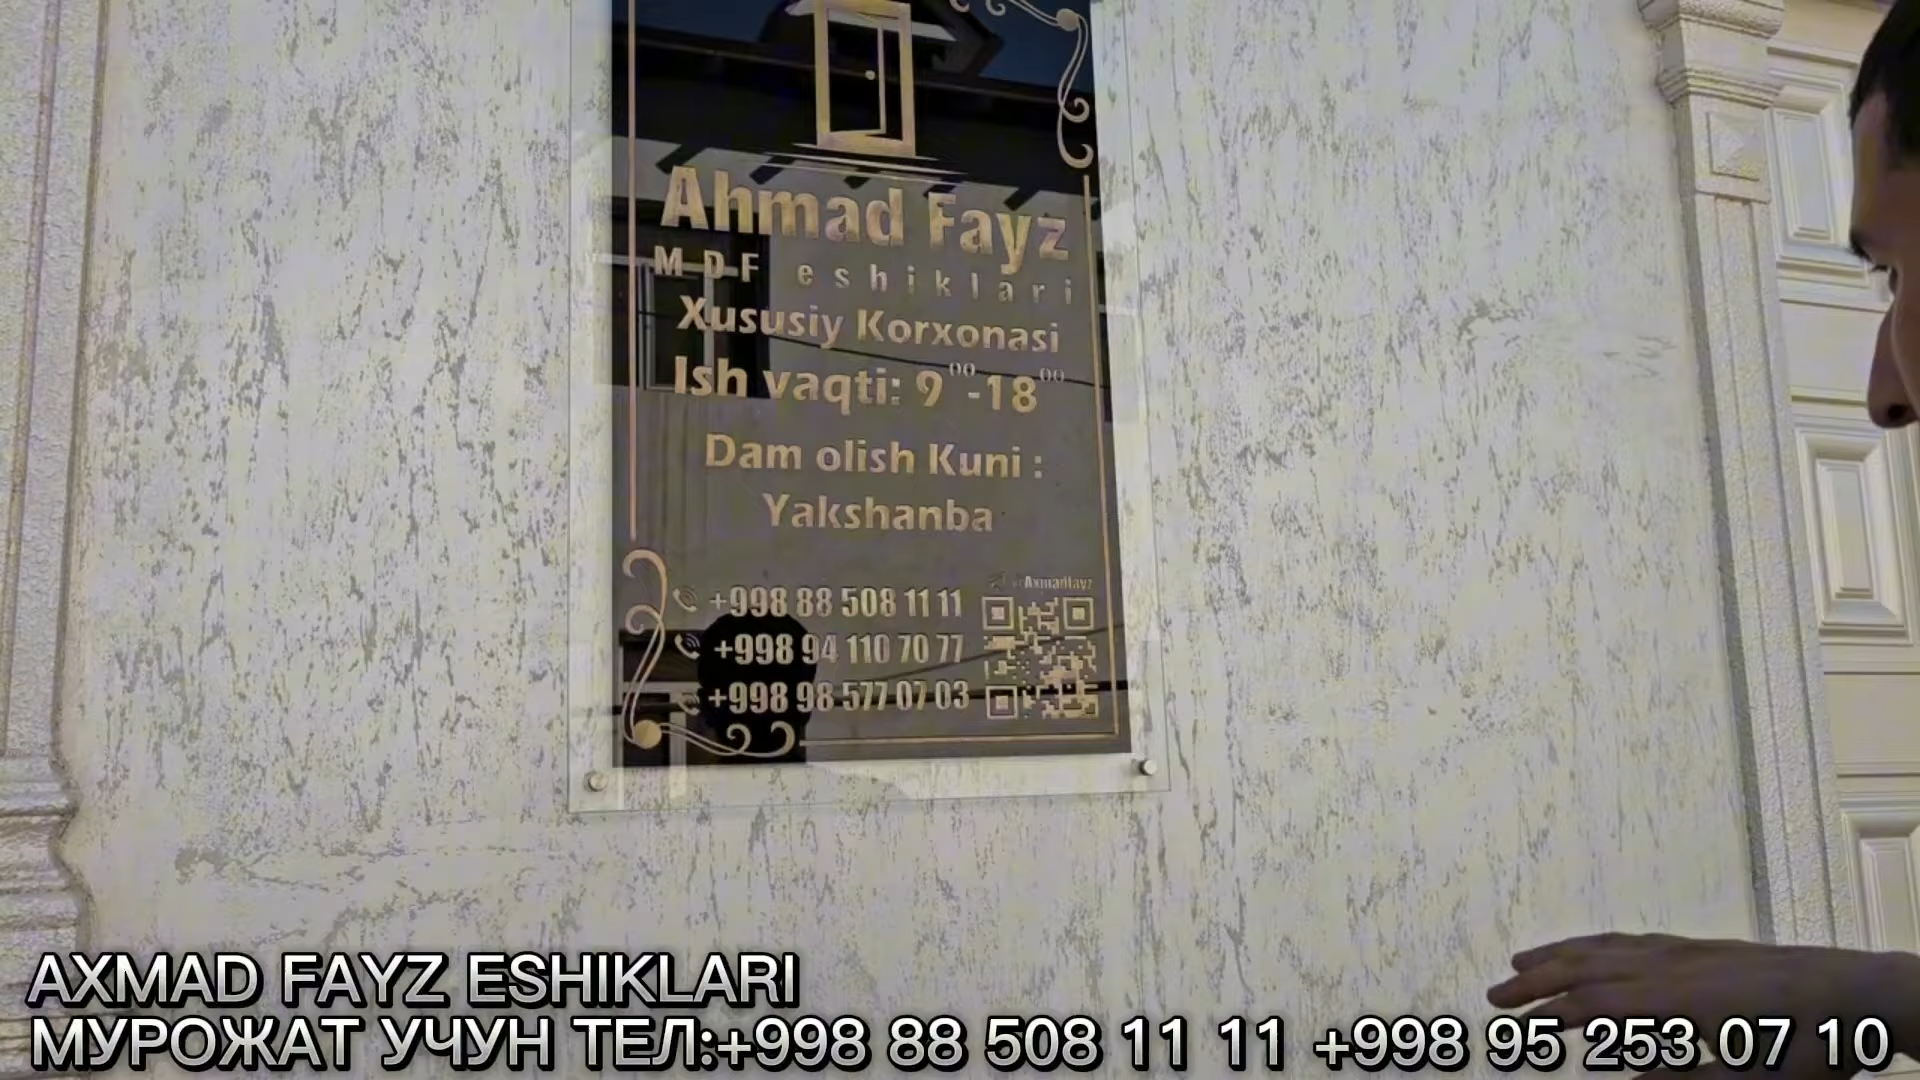 Ahmad Fayz
MDF eshiklari
Xususiy Korxonasi
Ish vaqti: 9⁰⁰-18⁰⁰
Dam olish Kuni :
Yakshanba
Axmadfayz
+998 88 508 11 11
+998 94 110 70 77
+998 98 577 07 03
AXMAD FAYZ ESHIKLARI
МУРОЖАТ УЧУН ТЕЛ:+998 88 508 11 11 +998 95 253 07 10